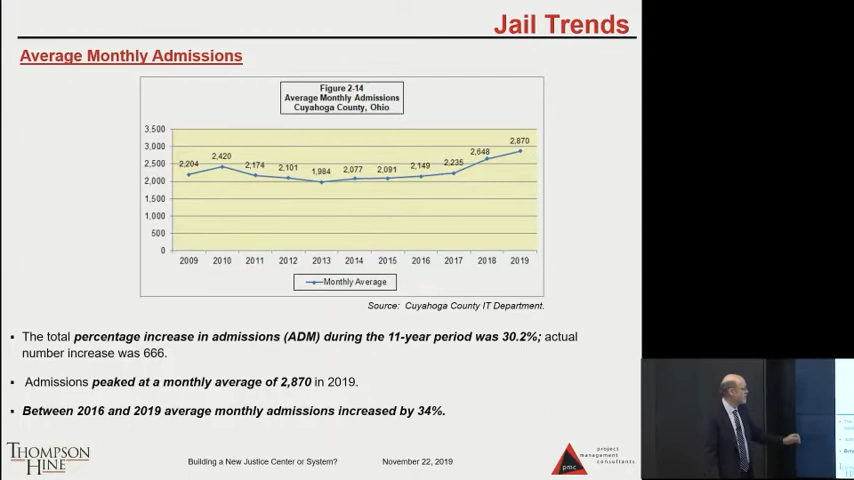 Jail Trends
Average Monthly Admissions
Figure 2-14
Average Monthly Admissions
Cuyahoga County, Ohio
3,500
3,000
2,500
2,000
1,500
1,000
500
0
2,204
2,420
2,174
2,101
1,984
2,077
2,091
2,149
2,235
2,648
2,870
2009 2010 2011 2012 2013 2014 2015 2016 2017 2018 2019
Monthly Average
Source: Cuyahoga County IT Department.
▪ The total percentage increase in admissions (ADM) during the 11-year period was 30.2%; actual
number increase was 666.
▪ Admissions peaked at a monthly average of 2,870 in 2019.
▪ Between 2016 and 2019 average monthly admissions increased by 34%.
THOMPSON
HINE
Building a New Justice Center or System? November 22, 2019
pmc
project
management
consultants